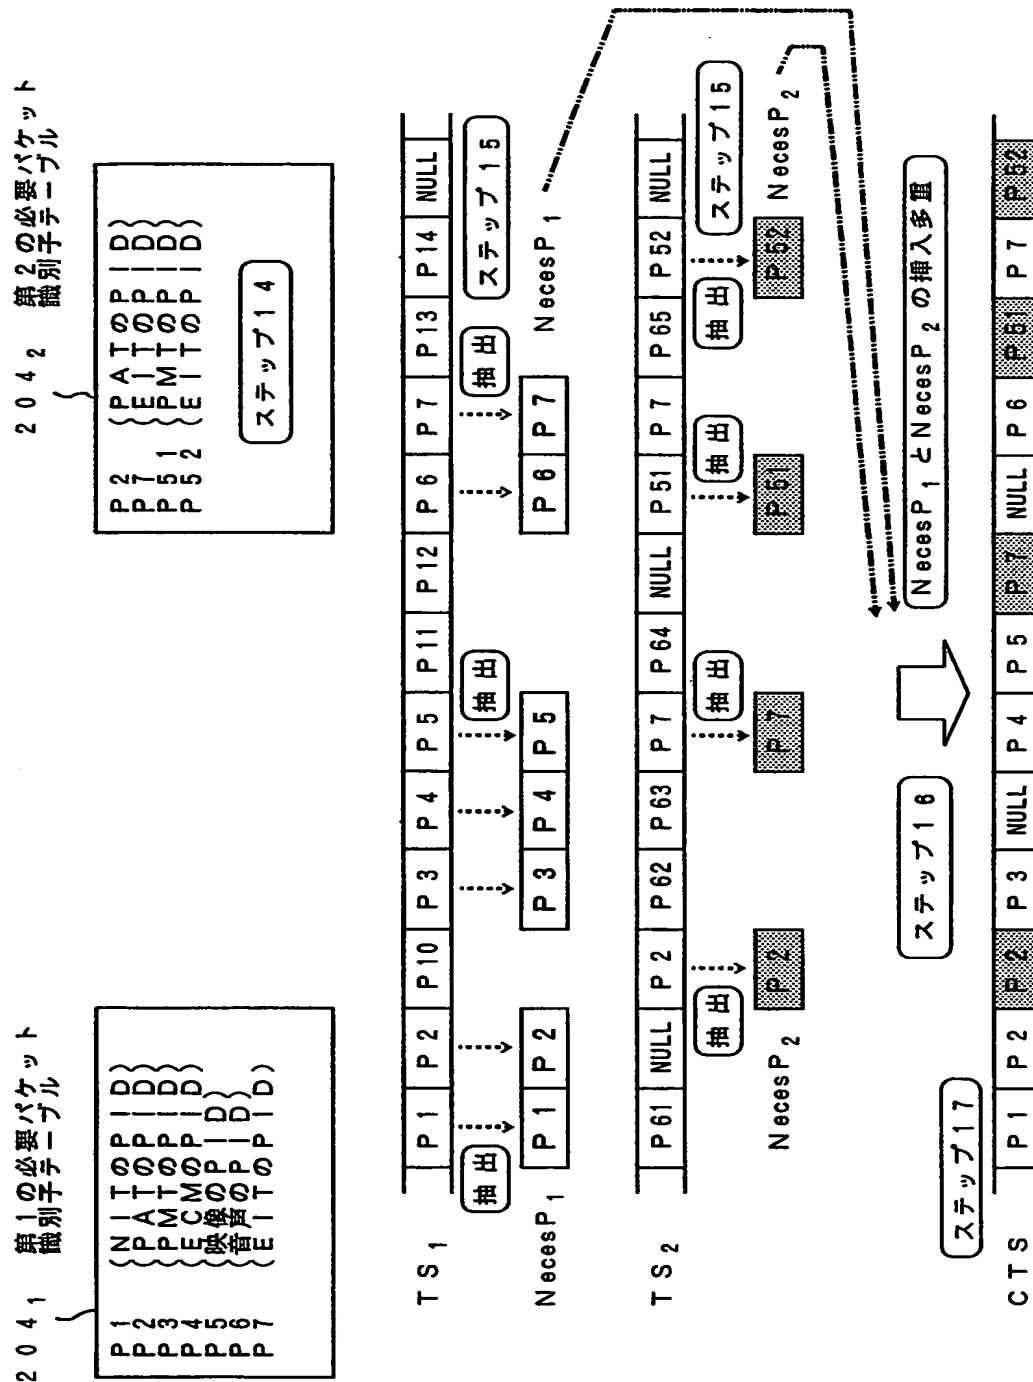 204₁ 第1の必要パケット
識別子テーブル
P1 (NITのPID)
P2 (PATのPID)
P3 (PMTのPID)
P4 (ECMのPID)
P5 (映像のPID)
P6 (音声のPID)
P7 (EITのPID)
204₂ 第2の必要パケット
識別子テーブル
P2 (PATのPID)
P7 (EITのPID)
P51 (PMTのPID)
P52 (EITのPID)
ステップ14
TS₁ P1 P2 P10 P3 P4 P5 P11 P12 P6 P7 P13 P14 NULL
抽出 抽出 抽出 ステップ15
NecesP₁ P1 P2 P3 P4 P5 P6 P7 NecesP₁
TS₂ P61 NULL P2 P62 P63 P7 P64 NULL P51 P7 P65 P52 NULL
抽出 抽出 抽出 抽出 ステップ15
NecesP₂ P2 P7 P51 P52 NecesP₂
ステップ16 NecesP₁とNecesP₂の挿入多重
ステップ17
CTS P1 P2 P2 P3 NULL P4 P5 P7 NULL P6 P51 P7 P52